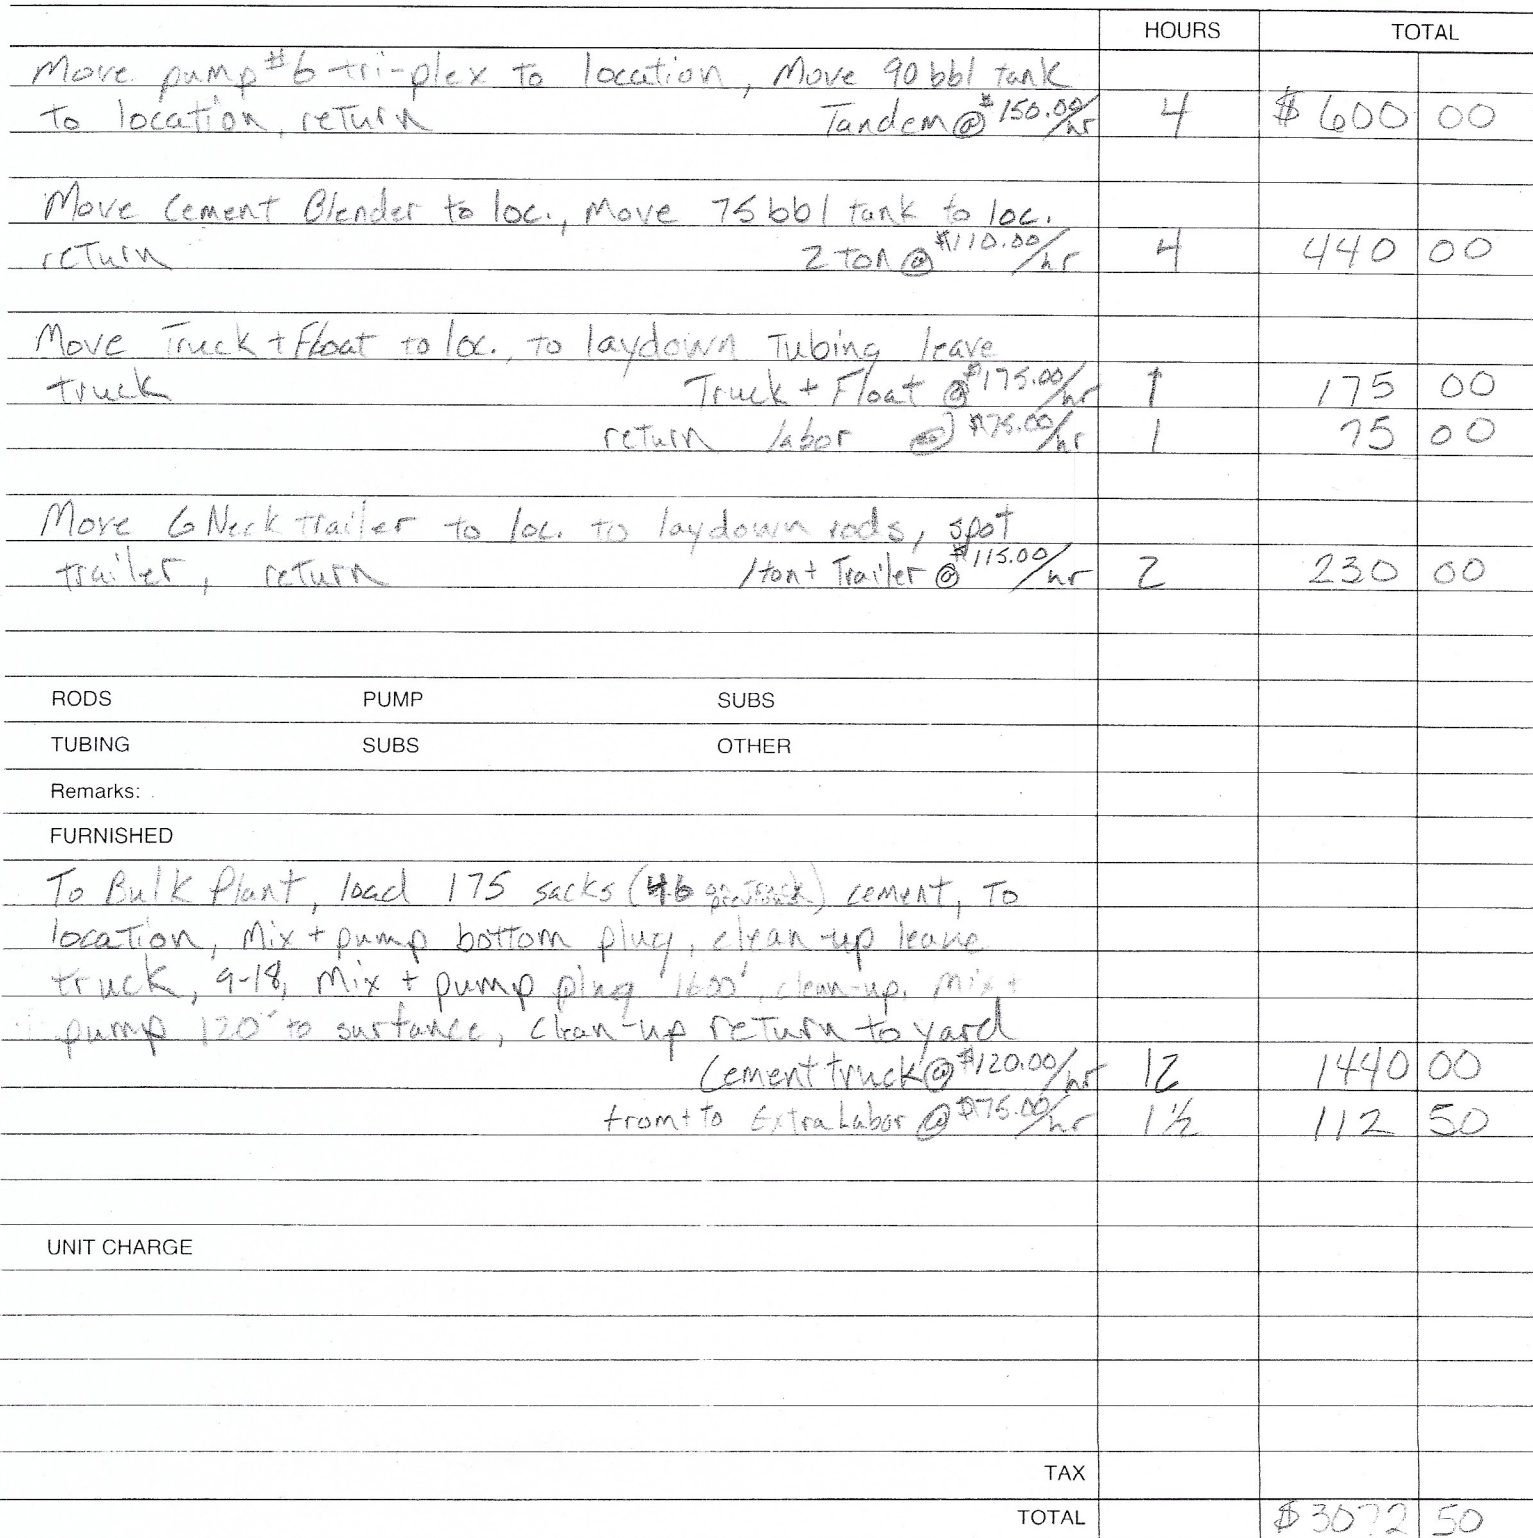 HOURS TOTAL
Move pump #6 tri-plex to location, Move 90 bbl tank
to location, return Tandem @ $150.00/hr 4 $600 00
Move Cement Blender to loc., Move 75 bbl tank to loc.
return 2 ton @ $110.00/hr 4 440 00
Move Truck + Float to loc., to laydown Tubing leave
truck Truck + Float @ $175.00/hr 1 175 00
return labor @ $75.00/hr 1 75 00
Move G Neck Trailer to loc. to laydown rods, spot
trailer, return 1 ton + Trailer @ $115.00/hr 2 230 00
RODS PUMP SUBS
TUBING SUBS OTHER
Remarks:
FURNISHED
To Bulk Plant, load 175 sacks (46 on Truck previous) cement, To
location, Mix + pump bottom plug, clean-up leave
truck, 9-18, Mix + pump plug 1600', clean-up. Mix +
pump 120' to surfance, clean-up return to yard
Cement truck @ $120.00/hr 12 1440 00
from + to Extra Labor @ $75.00/hr 1 1/2 112 50
UNIT CHARGE
TAX
TOTAL $3072 50